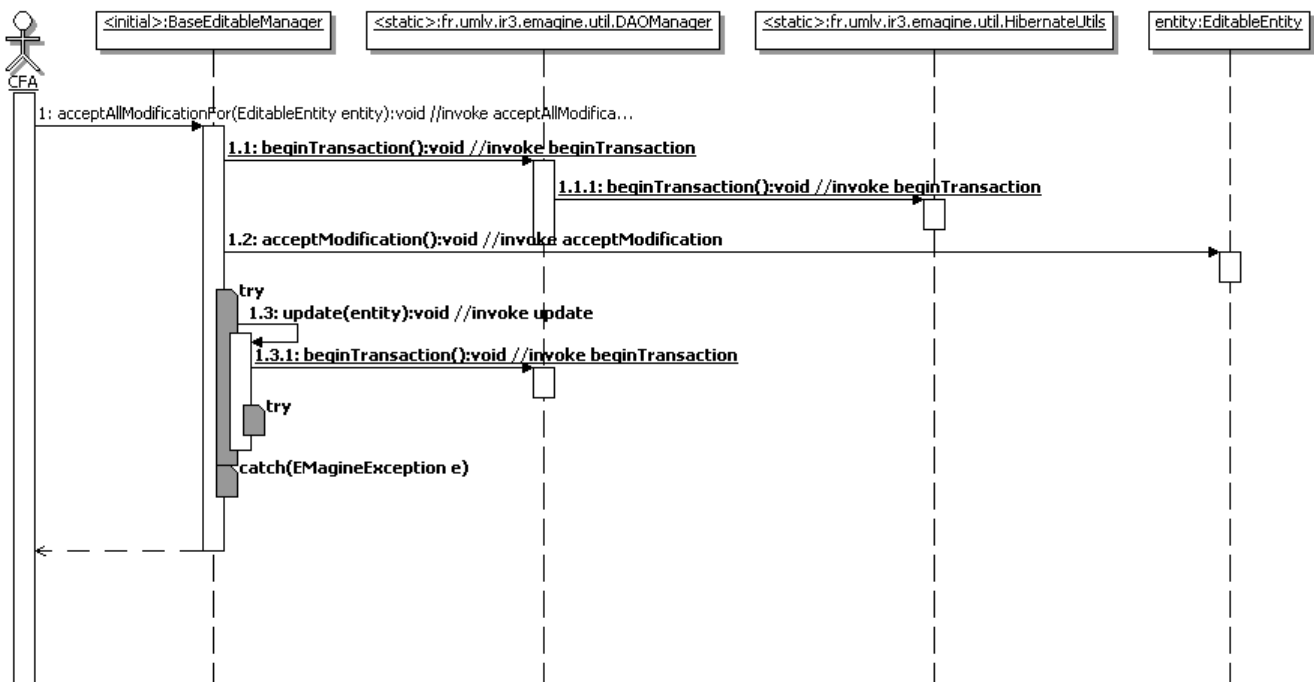 <initial>:BaseEditableManager
<static>:fr.umlv.ir3.emagine.util.DAOManager
<static>:fr.umlv.ir3.emagine.util.HibernateUtils
entity:EditableEntity
CFA
1: acceptAllModificationFor(EditableEntity entity):void //invoke acceptAllModifica...
1.1: beginTransaction():void //invoke beginTransaction
1.1.1: beginTransaction():void //invoke beginTransaction
1.2: acceptModification():void //invoke acceptModification
try
1.3: update(entity):void //invoke update
1.3.1: beginTransaction():void //invoke beginTransaction
try
catch(EMagineException e)